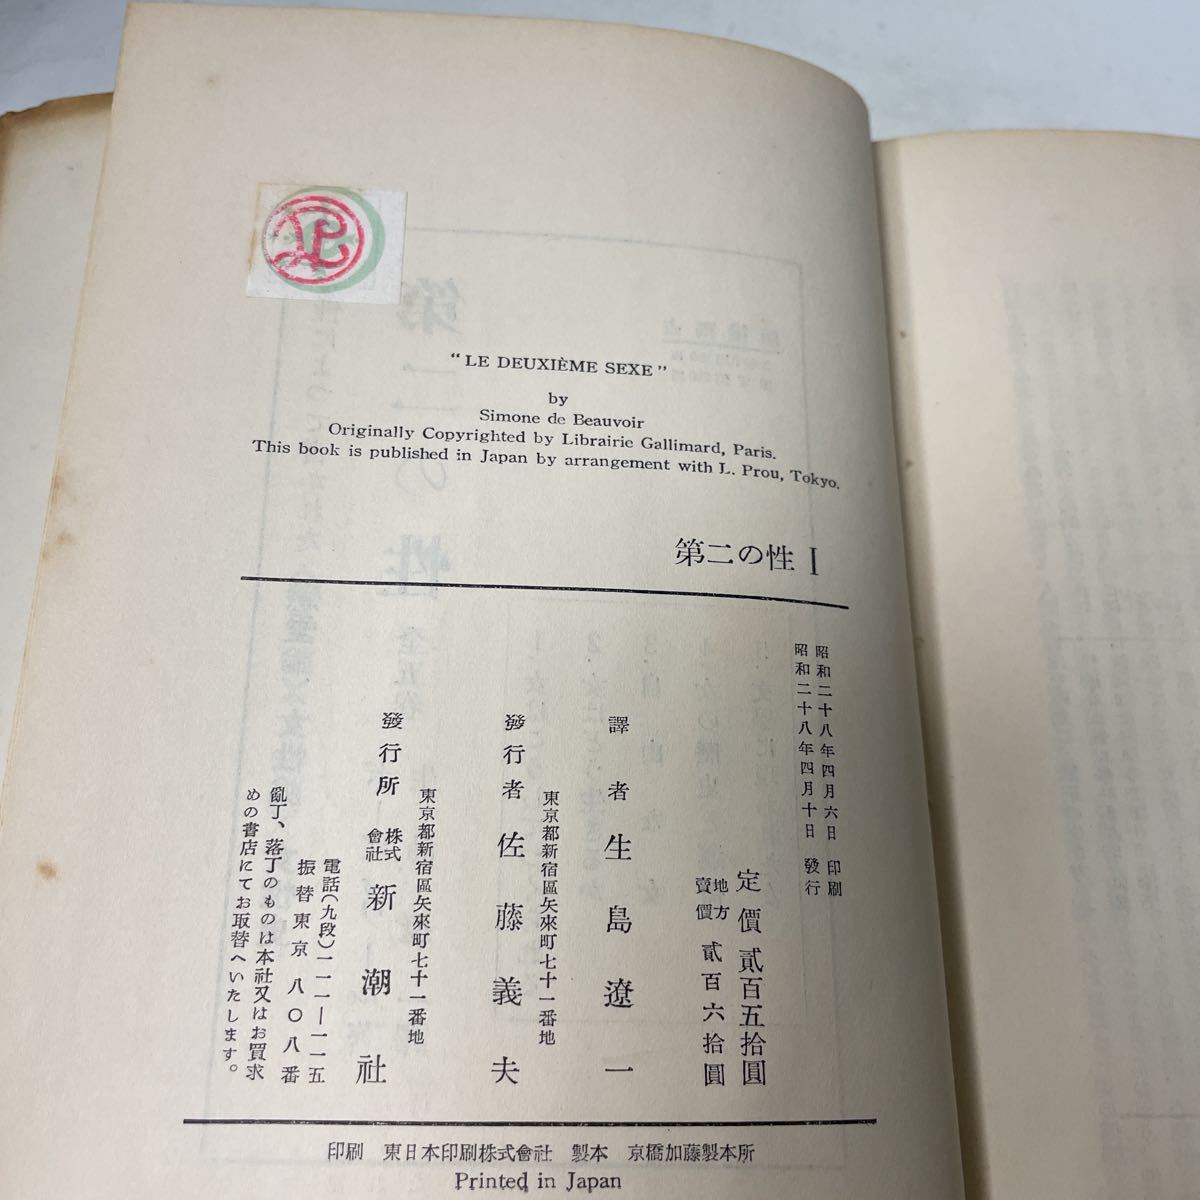 "LE DEUXIÈME SEXE"
by
Simone de Beauvoir
Originally Copyrighted by Librairie Gallimard, Paris.
This book is published in Japan by arrangement with L. Prou, Tokyo.
第二の性 I
昭和二十八年四月六日 印刷
昭和二十八年四月十日 發行
定價 貳百五拾圓
地方賣價 貳百六拾圓
譯者 生島遼一
東京都新宿區矢來町七十一番地
發行者 佐藤義夫
東京都新宿區矢來町七十一番地
發行所 株式會社 新潮社
電話(九段)一一一一—一一五
振替東京 八〇八番
亂丁、落丁のものは本社又はお買求
めの書店にてお取替へいたします。
印刷 東日本印刷株式會社 製本 京橋加藤製本所
Printed in Japan